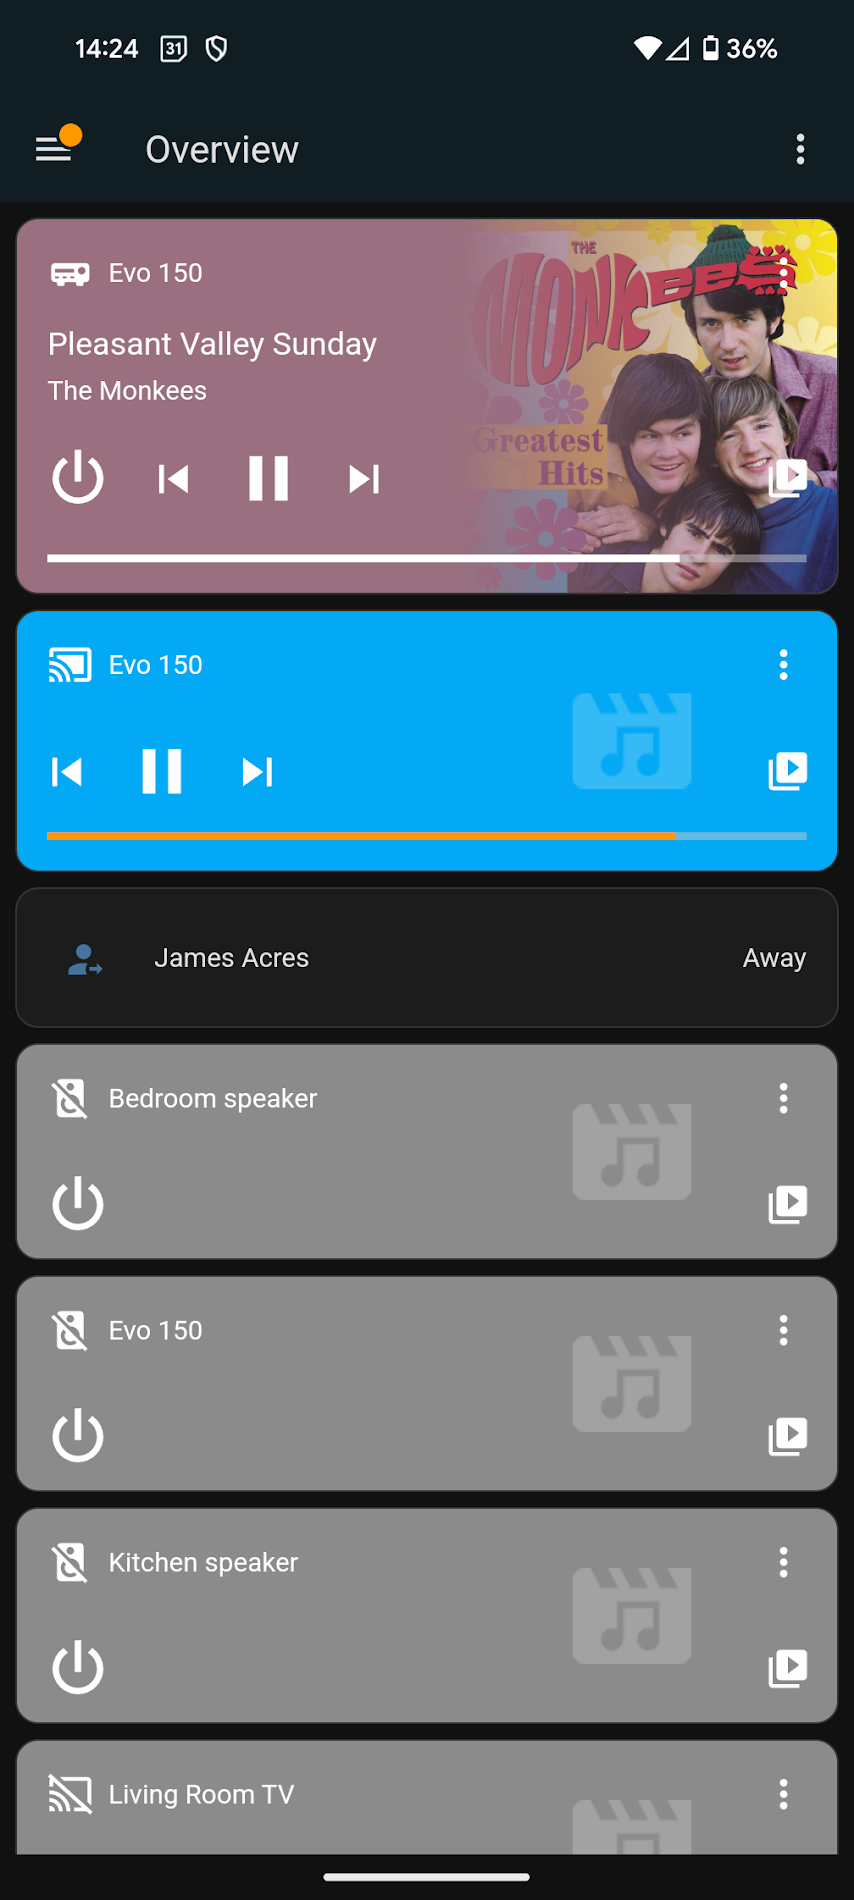 14:24 31 36%
Overview
Evo 150
Pleasant Valley Sunday
The Monkees
THE
MONKEES
Greatest
Hits
Evo 150
James Acres Away
Bedroom speaker
Evo 150
Kitchen speaker
Living Room TV